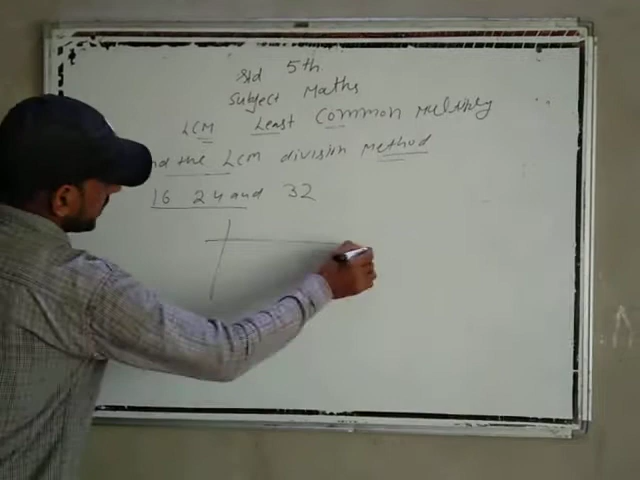 Std 5th
Subject Maths
LCM Least Common Multiply
nd the LCM division method
16 24 and 32